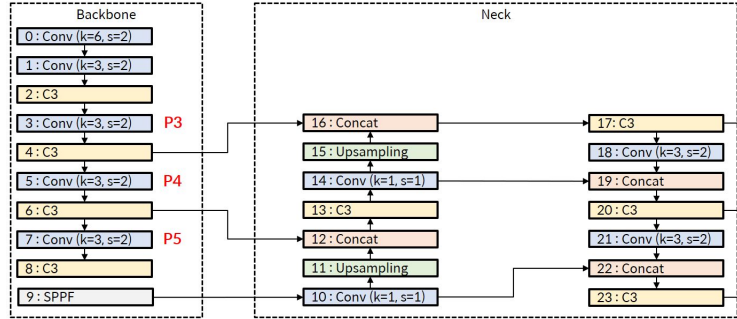 Backbone
0 : Conv (k=6, s=2)
1 : Conv (k=3, s=2)
2 : C3
3 : Conv (k=3, s=2) P3
4 : C3
5 : Conv (k=3, s=2) P4
6 : C3
7 : Conv (k=3, s=2) P5
8 : C3
9 : SPPF
Neck
16 : Concat
15 : Upsampling
14 : Conv (k=1, s=1)
13 : C3
12 : Concat
11 : Upsampling
10 : Conv (k=1, s=1)
17 : C3
18 : Conv (k=3, s=2)
19 : Concat
20 : C3
21 : Conv (k=3, s=2)
22 : Concat
23 : C3